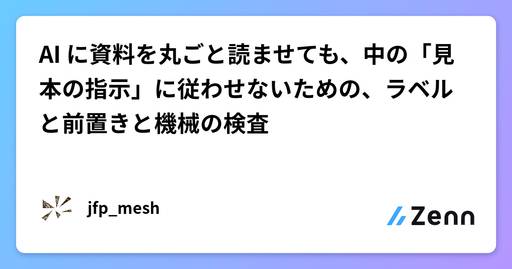 AI に資料を丸ごと読ませても、中の「見
本の指示」に従わせないための、ラベル
と前置きと機械の検査
jfp_mesh
Zenn